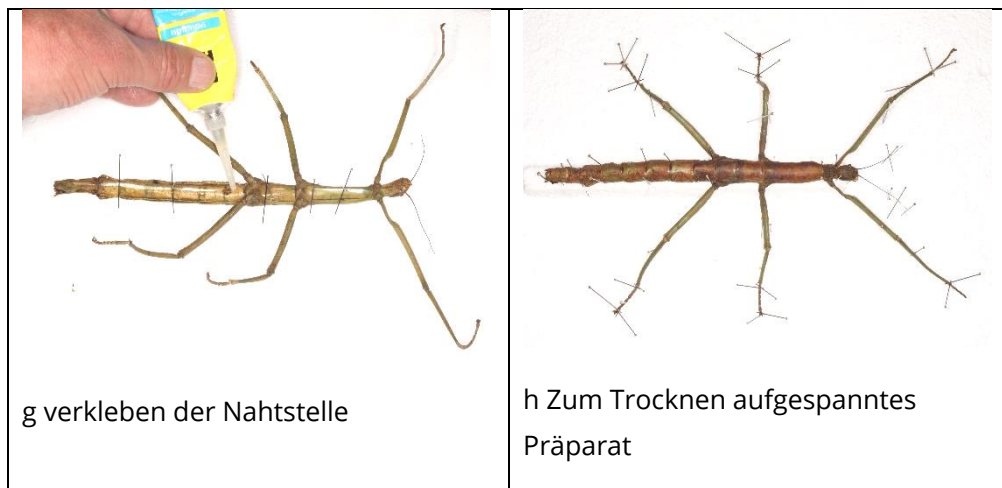 g verkleben der Nahtstelle
h Zum Trocknen aufgespanntes
Präparat